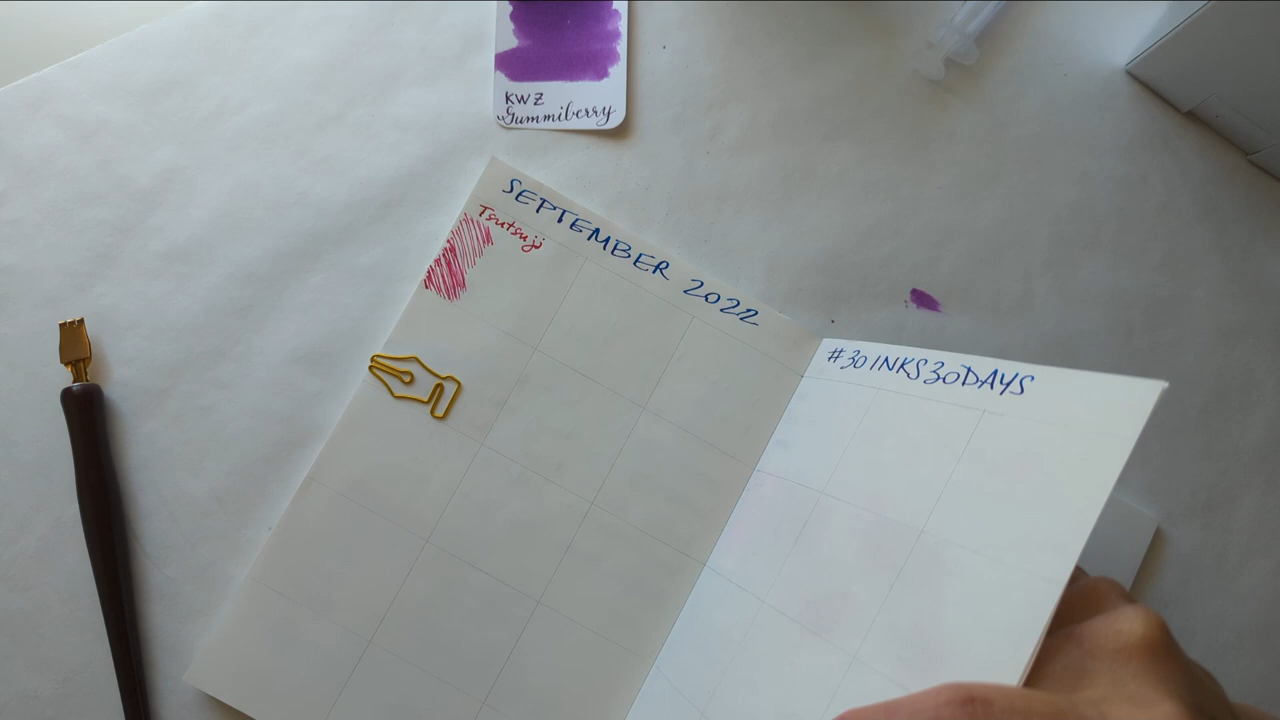 KWZ
Gummiberry
SEPTEMBER 2022
Tsutsuji
#30INKS30DAYS